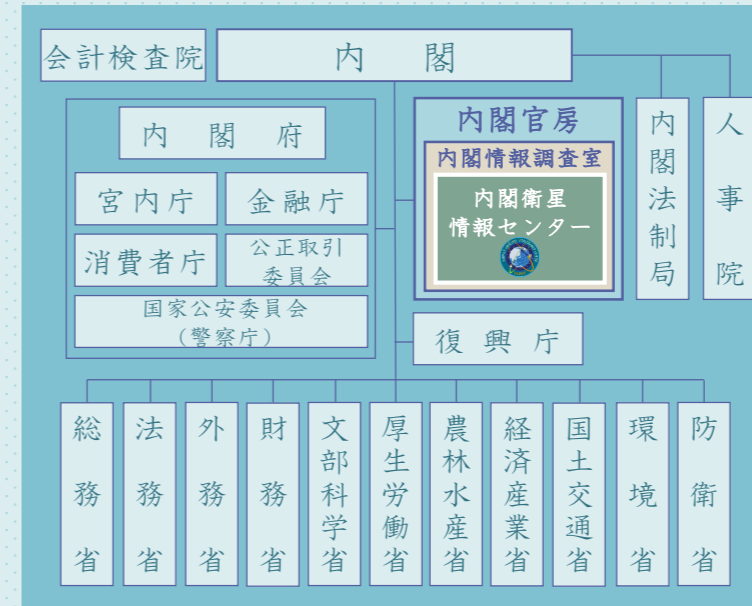 会計検査院
内閣
内閣府
宮内庁
金融庁
消費者庁
公正取引
委員会
国家公安委員会
(警察庁)
内閣官房
内閣情報調査室
内閣衛星
情報センター
内閣法制局
人事院
復興庁
総務省
法務省
外務省
財務省
文部科学省
厚生労働省
農林水産省
経済産業省
国土交通省
環境省
防衛省